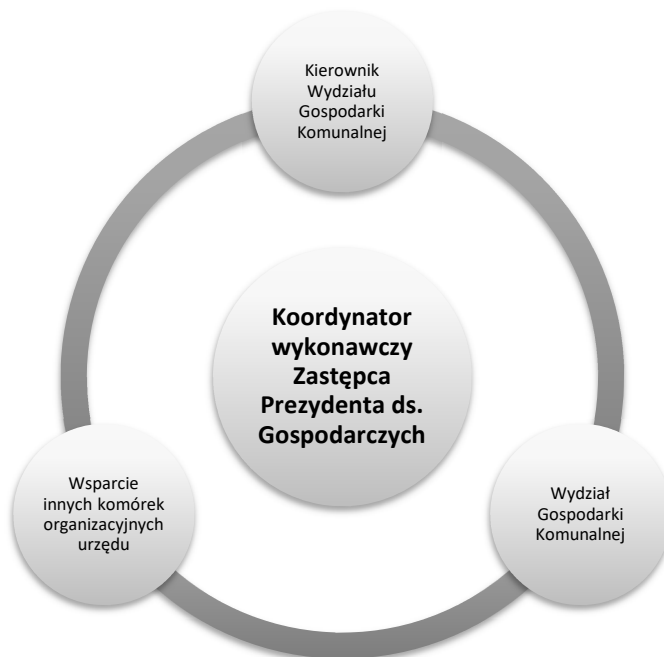 Kierownik
Wydziału
Gospodarki
Komunalnej
Koordynator
wykonawczy
Zastępca
Prezydenta ds.
Gospodarczych
Wsparcie
innych komórek
organizacyjnych
urzędu
Wydział
Gospodarki
Komunalnej